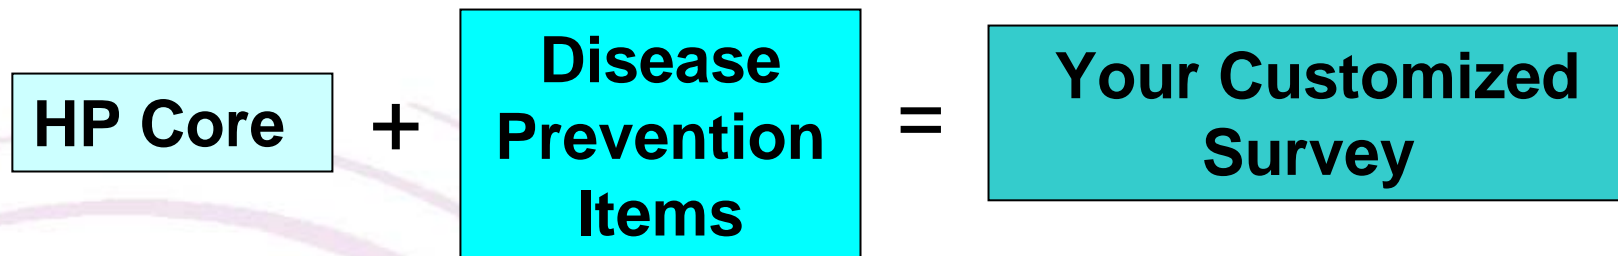 HP Core
+
Disease
Prevention
Items
=
Your Customized
Survey